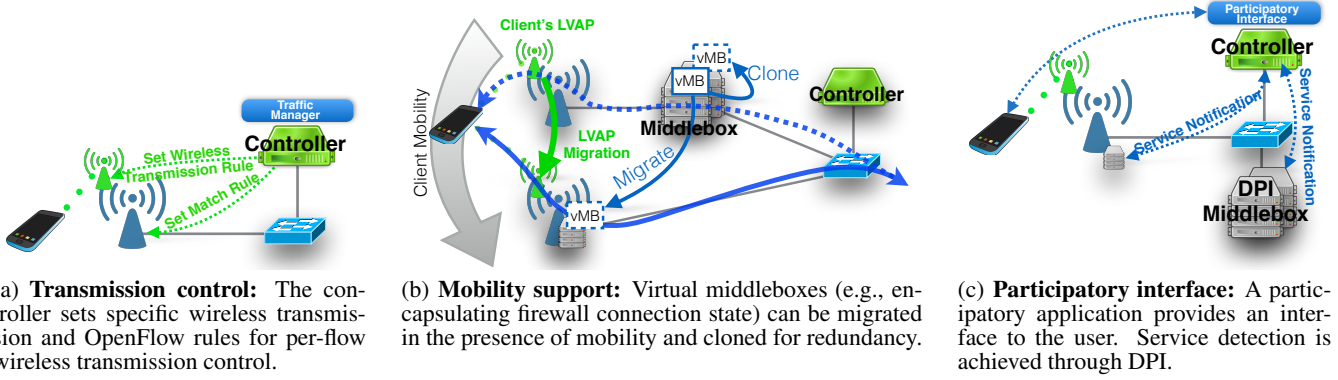 Traffic
Manager
Controller
Set Wireless
Transmission Rule
Set Match Rule
a) Transmission control: The con-
roller sets specific wireless transmis-
sion and OpenFlow rules for per-flow
wireless transmission control.
Client's LVAP
Client Mobility
LVAP
Migration
vMB
vMB
Clone
Middlebox
Migrate
vMB
Controller
(b) Mobility support: Virtual middleboxes (e.g., en-
capsulating firewall connection state) can be migrated
in the presence of mobility and cloned for redundancy.
Participatory
Interface
Controller
Service Notification
Service Notification
DPI
Middlebox
(c) Participatory interface: A partic-
ipatory application provides an inter-
face to the user. Service detection is
achieved through DPI.